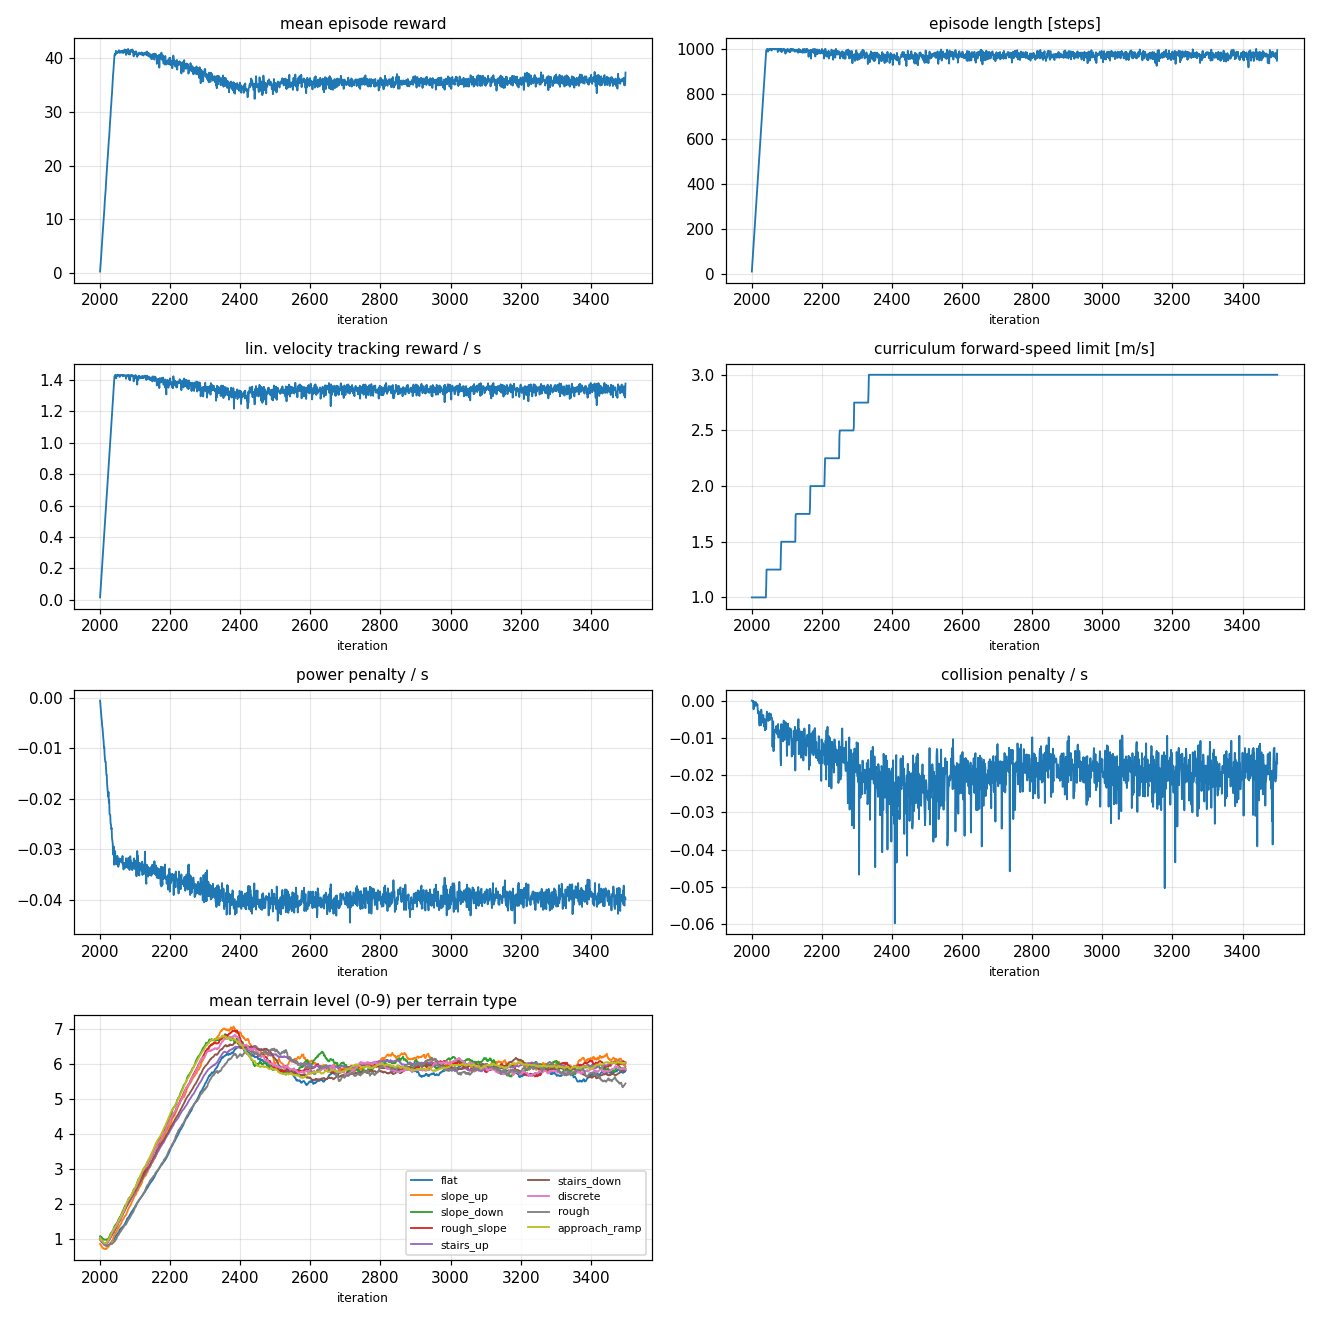 mean episode reward
40
30
20
10
0
2000 2200 2400 2600 2800 3000 3200 3400
iteration
episode length [steps]
1000
800
600
400
200
0
2000 2200 2400 2600 2800 3000 3200 3400
iteration
lin. velocity tracking reward / s
1.4
1.2
1.0
0.8
0.6
0.4
0.2
0.0
2000 2200 2400 2600 2800 3000 3200 3400
iteration
curriculum forward-speed limit [m/s]
3.0
2.5
2.0
1.5
1.0
2000 2200 2400 2600 2800 3000 3200 3400
iteration
power penalty / s
0.00
−0.01
−0.02
−0.03
−0.04
2000 2200 2400 2600 2800 3000 3200 3400
iteration
collision penalty / s
0.00
−0.01
−0.02
−0.03
−0.04
−0.05
−0.06
2000 2200 2400 2600 2800 3000 3200 3400
iteration
mean terrain level (0-9) per terrain type
7
6
5
4
3
2
1
flat
slope_up
slope_down
rough_slope
stairs_up
stairs_down
discrete
rough
approach_ramp
2000 2200 2400 2600 2800 3000 3200 3400
iteration